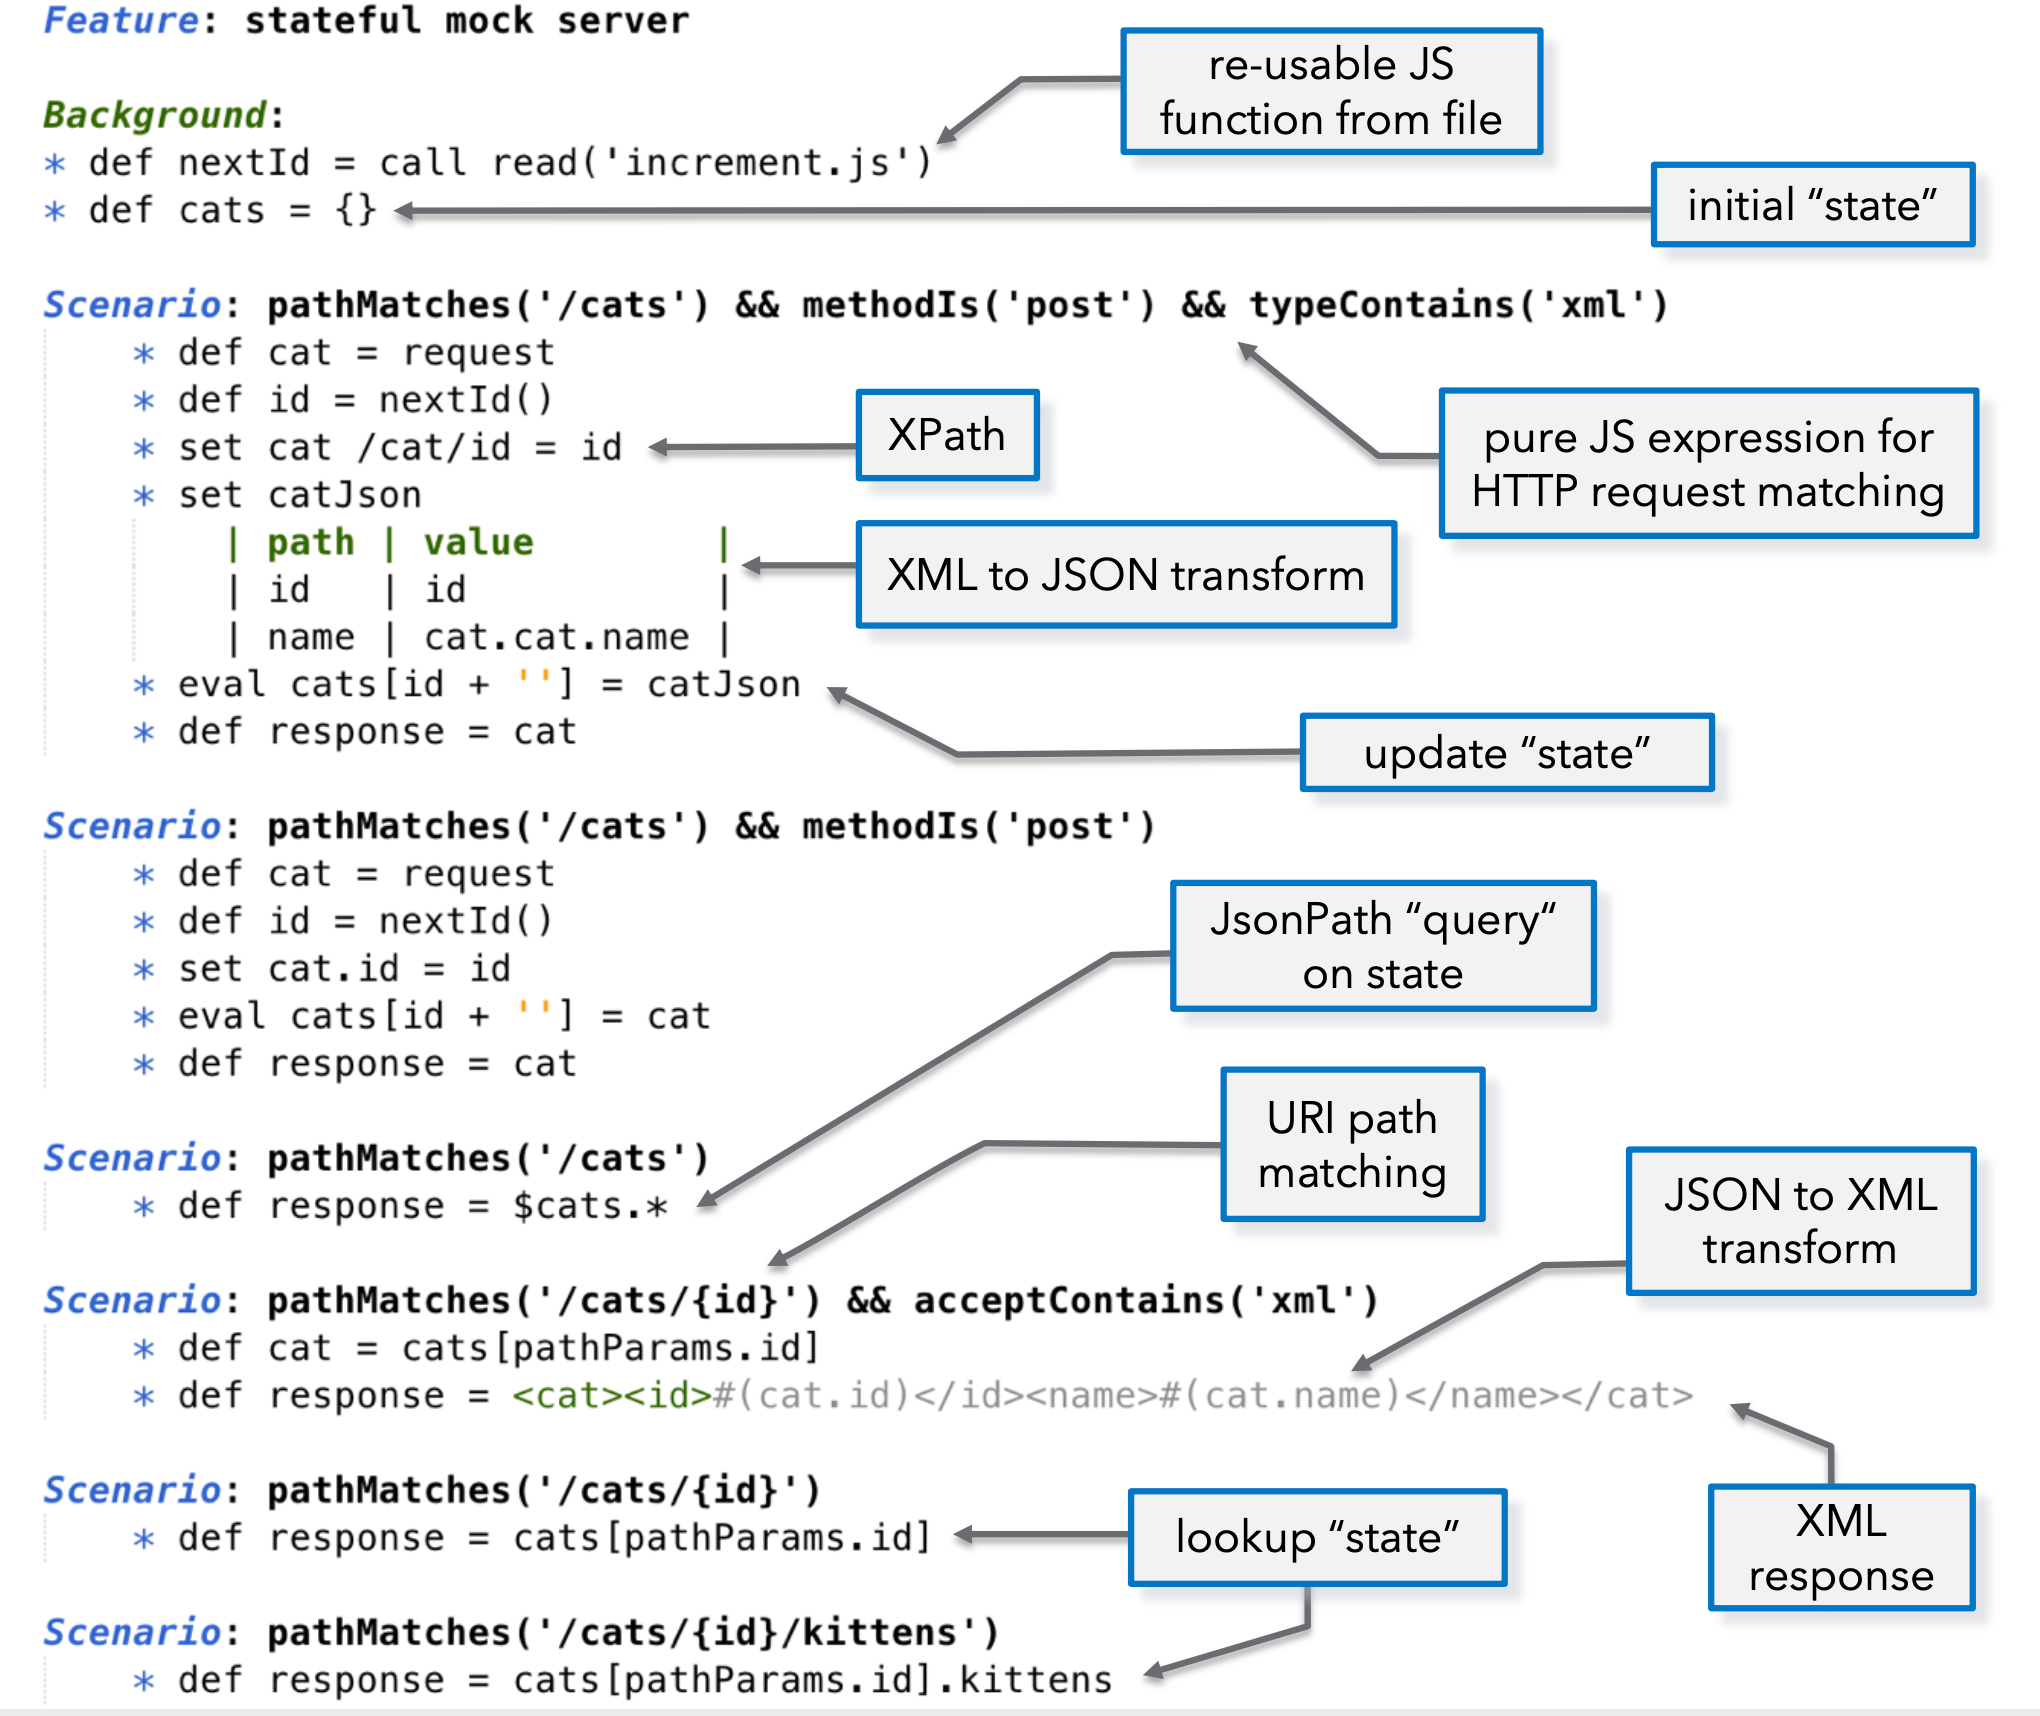 Feature: stateful mock server
re-usable JS
function from file
Background:
* def nextId = call read('increment.js')
* def cats = {}
initial “state”
Scenario: pathMatches('/cats') && methodIs('post') && typeContains('xml')
* def cat = request
* def id = nextId()
* set cat /cat/id = id
XPath
pure JS expression for
HTTP request matching
* set catJson
| path | value        |
| id   | id           |
| name | cat.cat.name |
XML to JSON transform
* eval cats[id + ''] = catJson
* def response = cat
update “state”
Scenario: pathMatches('/cats') && methodIs('post')
* def cat = request
* def id = nextId()
* set cat.id = id
* eval cats[id + ''] = cat
* def response = cat
JsonPath “query“
on state
URI path
matching
Scenario: pathMatches('/cats')
* def response = $cats.*
JSON to XML
transform
Scenario: pathMatches('/cats/{id}') && acceptContains('xml')
* def cat = cats[pathParams.id]
* def response = <cat><id>#(cat.id)</id><name>#(cat.name)</name></cat>
XML
response
Scenario: pathMatches('/cats/{id}')
* def response = cats[pathParams.id]
lookup “state”
Scenario: pathMatches('/cats/{id}/kittens')
* def response = cats[pathParams.id].kittens